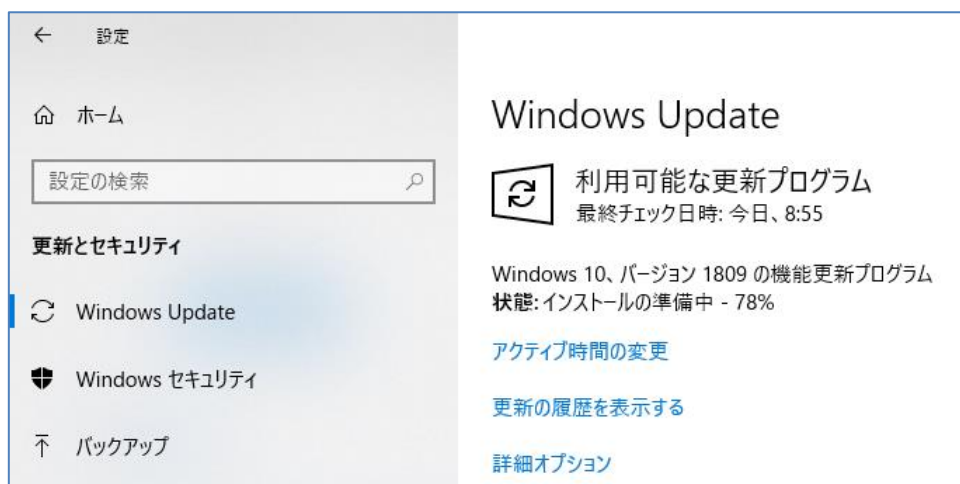 設定
ホーム
設定の検索
更新とセキュリティ
Windows Update
Windows セキュリティ
バックアップ
Windows Update
利用可能な更新プログラム
最終チェック日時: 今日、8:55
Windows 10、バージョン 1809 の機能更新プログラム
状態: インストールの準備中 - 78%
アクティブ時間の変更
更新の履歴を表示する
詳細オプション